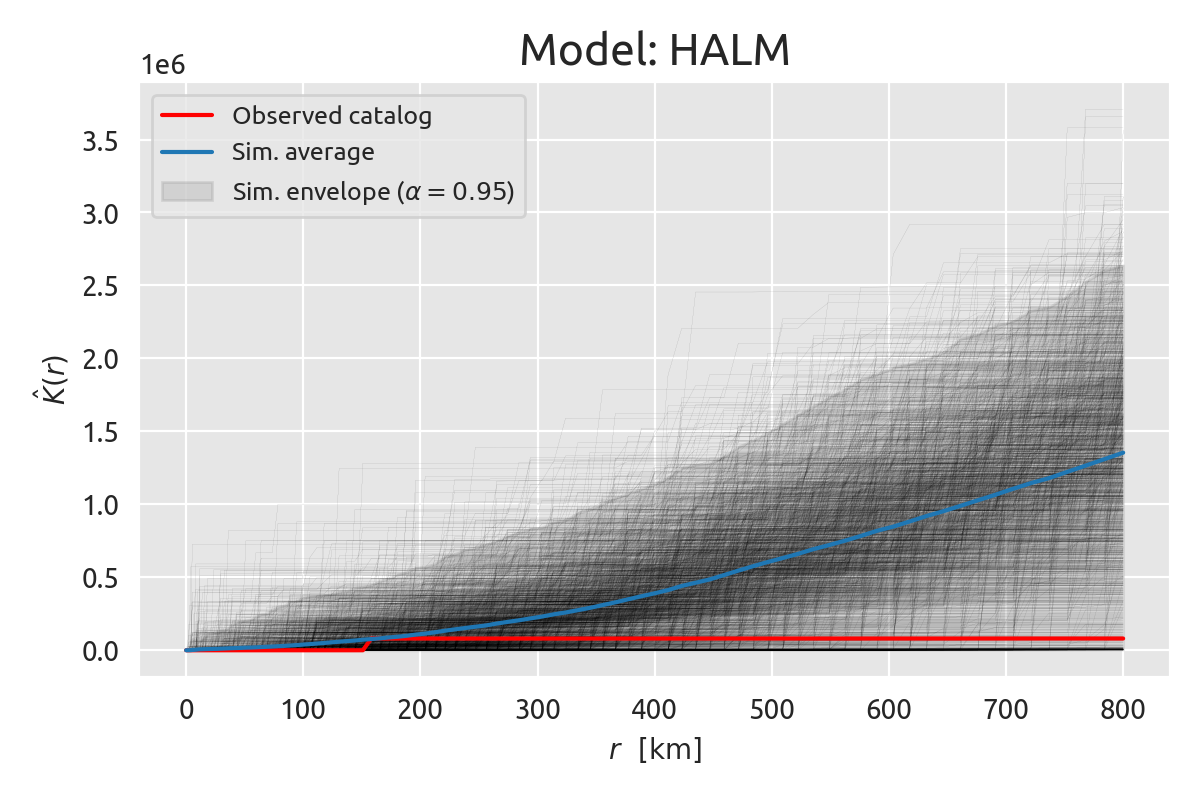 Model: HALM
1e6
Observed catalog
Sim. average
Sim. envelope (α = 0.95)
3.5
3.0
2.5
2.0
1.5
1.0
0.5
0.0
K̂(r)
0 100 200 300 400 500 600 700 800
r [km]